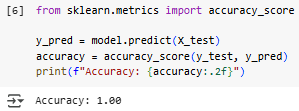 [6]
from sklearn.metrics import accuracy_score
y_pred = model.predict(X_test)
accuracy = accuracy_score(y_test, y_pred)
print(f"Accuracy: {accuracy:.2f}")
Accuracy: 1.00